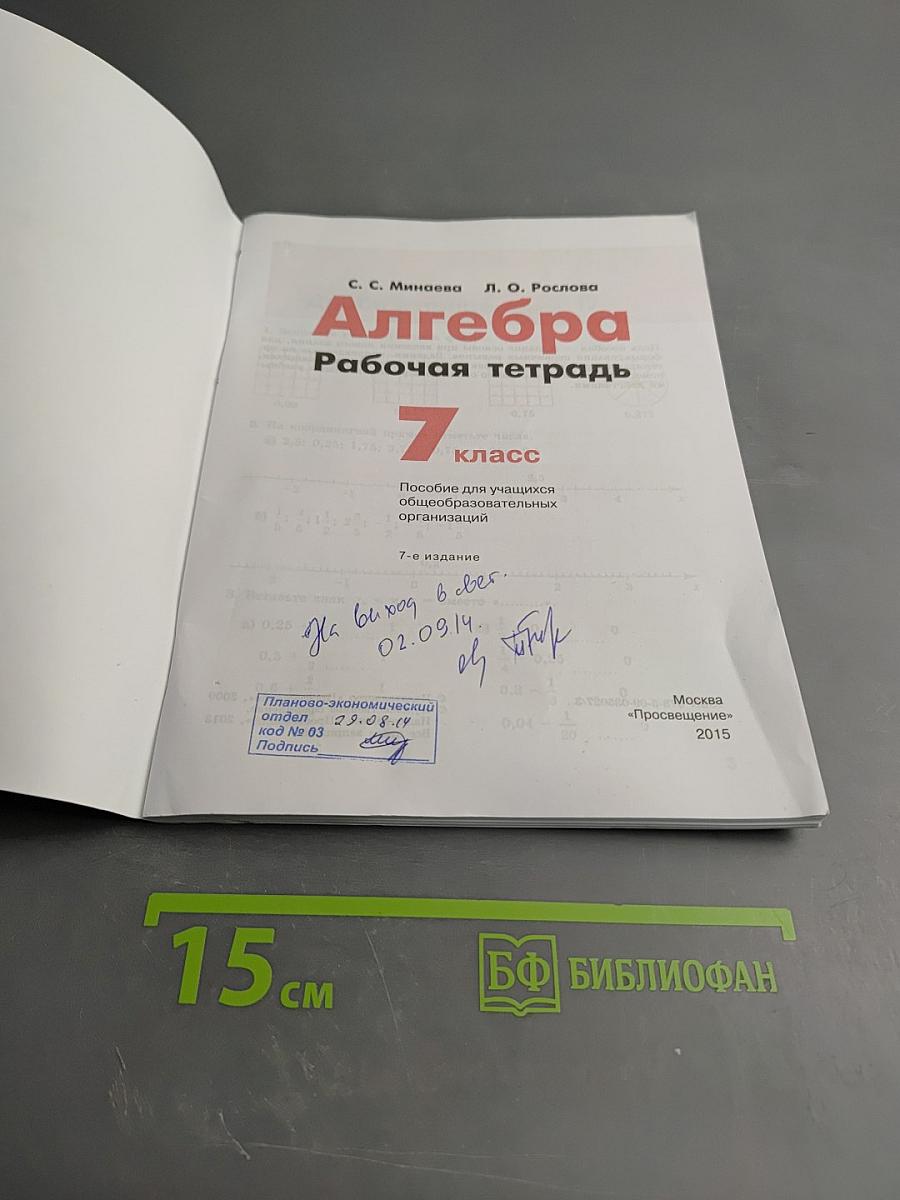 С. С. Минаева Л. О. Рослова
Алгебра
Рабочая тетрадь
7 класс
Пособие для учащихся
общеобразовательных
организаций
7-е издание
На выход в свет.
02.09.14.
Планово-экономический
отдел 29.08.14
код № 03
Подпись
Москва
«Просвещение»
2015
15 см
БФ БИБЛИОФАН